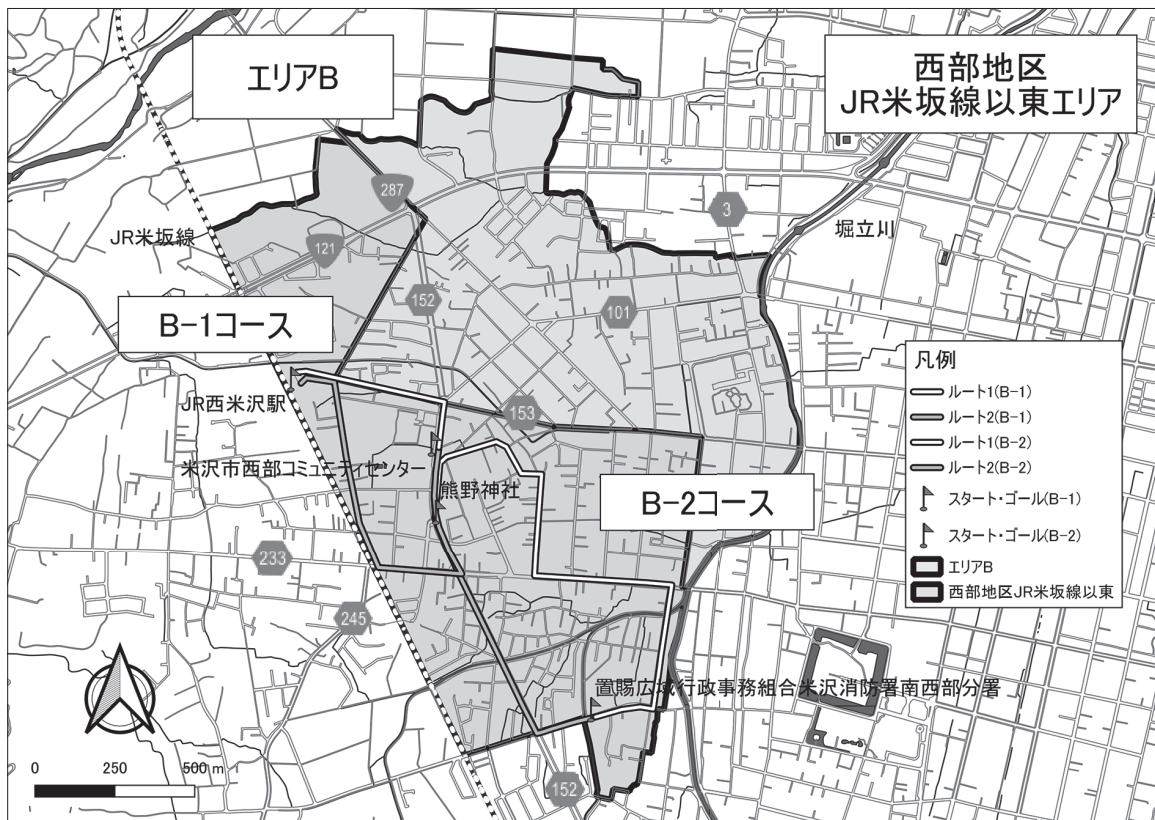 エリアB
西部地区
JR米坂線以東エリア
287
3
JR米坂線
堀立川
121
152
101
B-1コース
凡例
ルート1(B-1)
ルート2(B-1)
ルート1(B-2)
ルート2(B-2)
スタート・ゴール(B-1)
スタート・ゴール(B-2)
エリアB
西部地区JR米坂線以東
JR西米沢駅
153
米沢市西部コミュニティセンター
熊野神社
B-2コース
233
245
置賜広域行政事務組合米沢消防署南西部分署
0 250 500 m
152